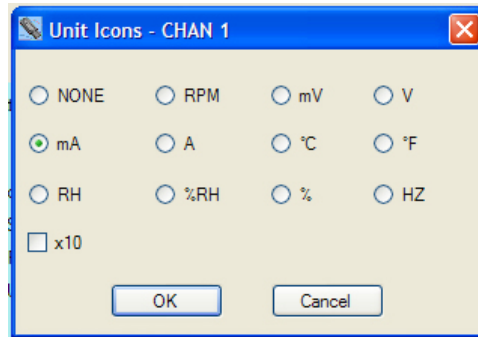 Unit Icons - CHAN 1
NONE RPM mV V
mA A °C °F
RH %RH % HZ
x10
OK Cancel